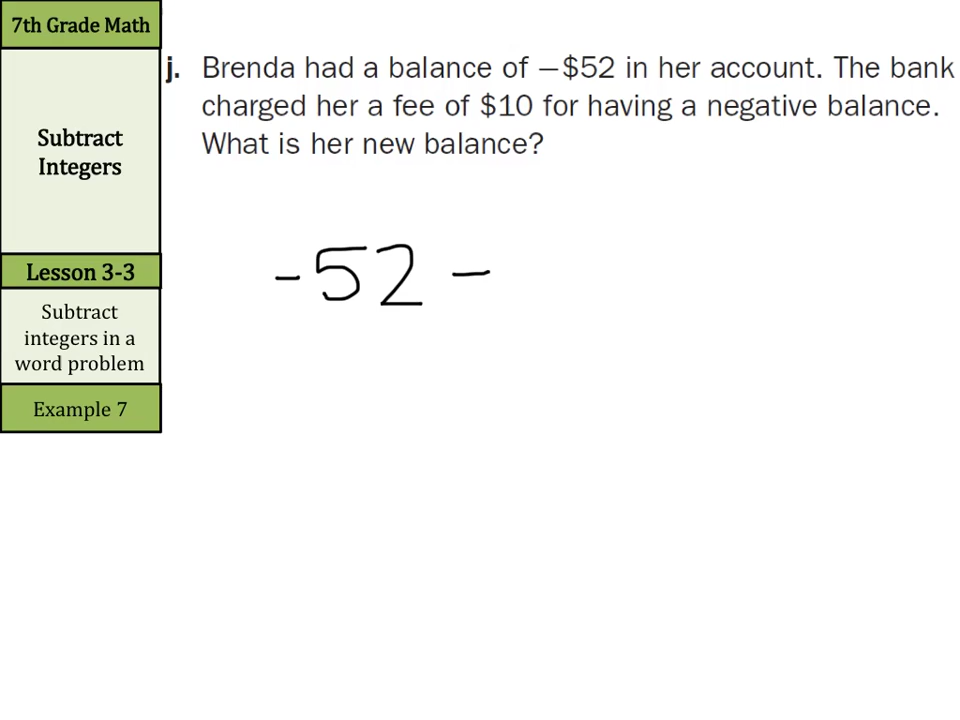 7th Grade Math
Subtract
Integers
Lesson 3-3
Subtract
integers in a
word problem
Example 7
j. Brenda had a balance of –$52 in her account. The bank
charged her a fee of $10 for having a negative balance.
What is her new balance?
-52 –